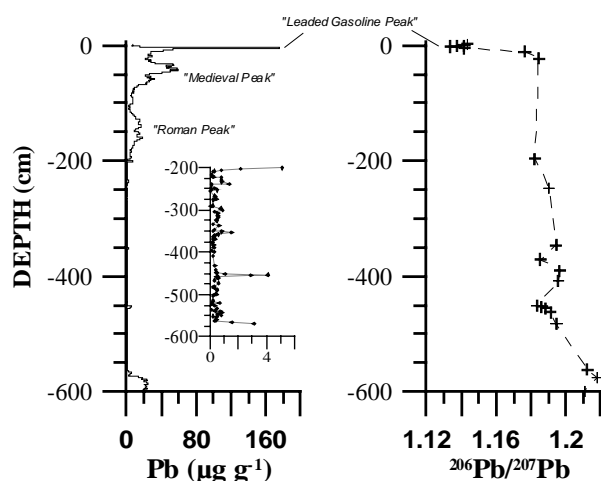 "Leaded Gasoline Peak"
"Medieval Peak"
"Roman Peak"
DEPTH (cm)
0
-200
-400
-600
0 80 160
Pb (µg g⁻¹)
-200
-300
-400
-500
-600
0 4
0
-200
-400
-600
1.12 1.16 1.2
²⁰⁶Pb/²⁰⁷Pb